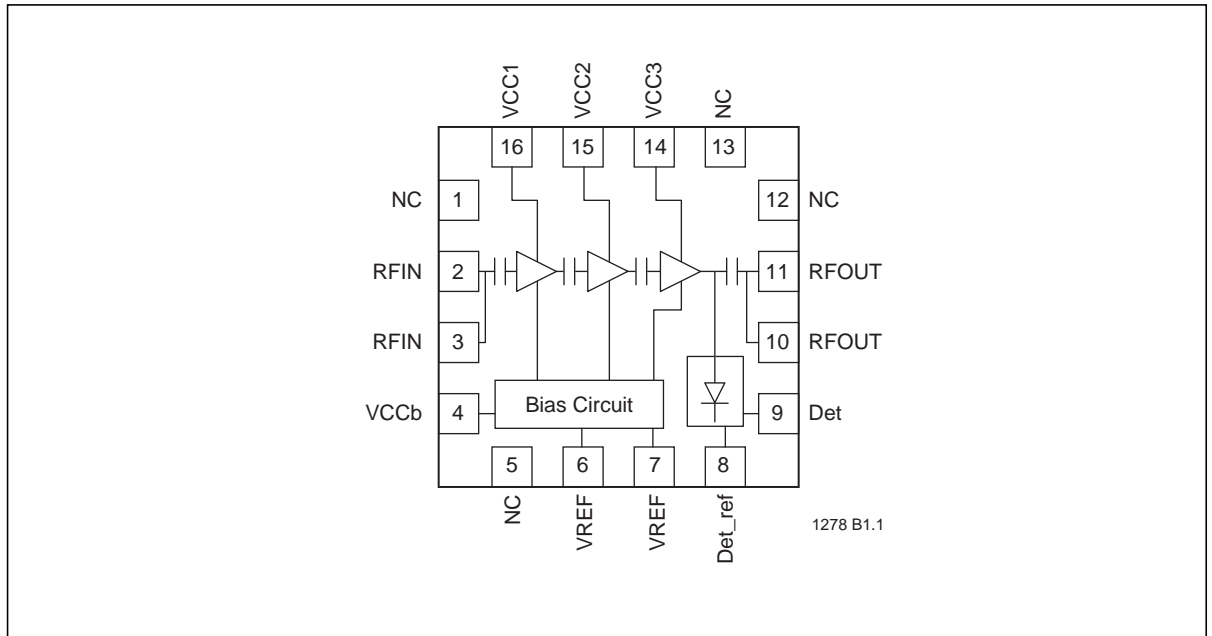 VCC1 VCC2 VCC3 NC
16 15 14 13
NC 1 12 NC
RFIN 2 11 RFOUT
RFIN 3 10 RFOUT
VCCb 4 Bias Circuit 9 Det
5 6 7 8
NC VREF VREF Det_ref
1278 B1.1